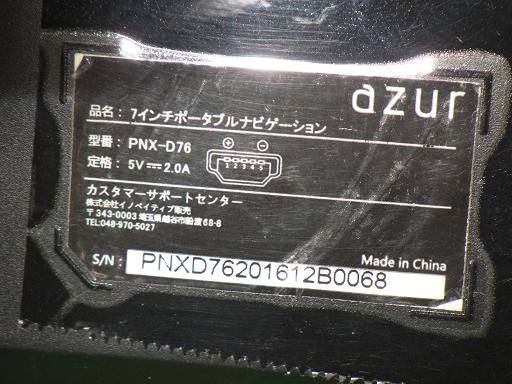 azur
品名：7インチポータブルナビゲーション
型番：PNX-D76
定格：5V⎓2.0A
+ -
1 2 3 4 5
カスタマーサポートセンター
株式会社イノベイティブ販売
〒343-0003 埼玉県越谷市船渡68-8
TEL:048-970-5027
Made in China
S/N：PNXD76201612B0068